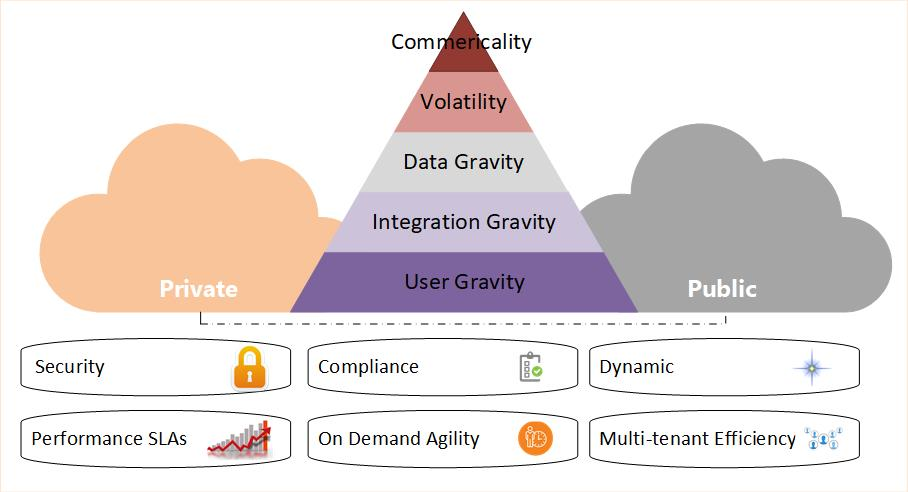 Commericality
Volatility
Data Gravity
Integration Gravity
User Gravity
Private
Public
Security
Compliance
Dynamic
Performance SLAs
On Demand Agility
Multi-tenant Efficiency